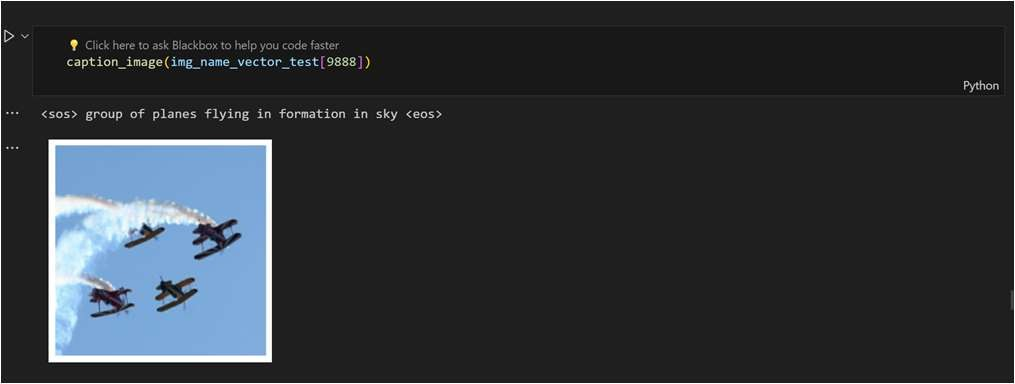 💡 Click here to ask Blackbox to help you code faster
caption_image(img_name_vector_test[9888])
Python
<sos> group of planes flying in formation in sky <eos>